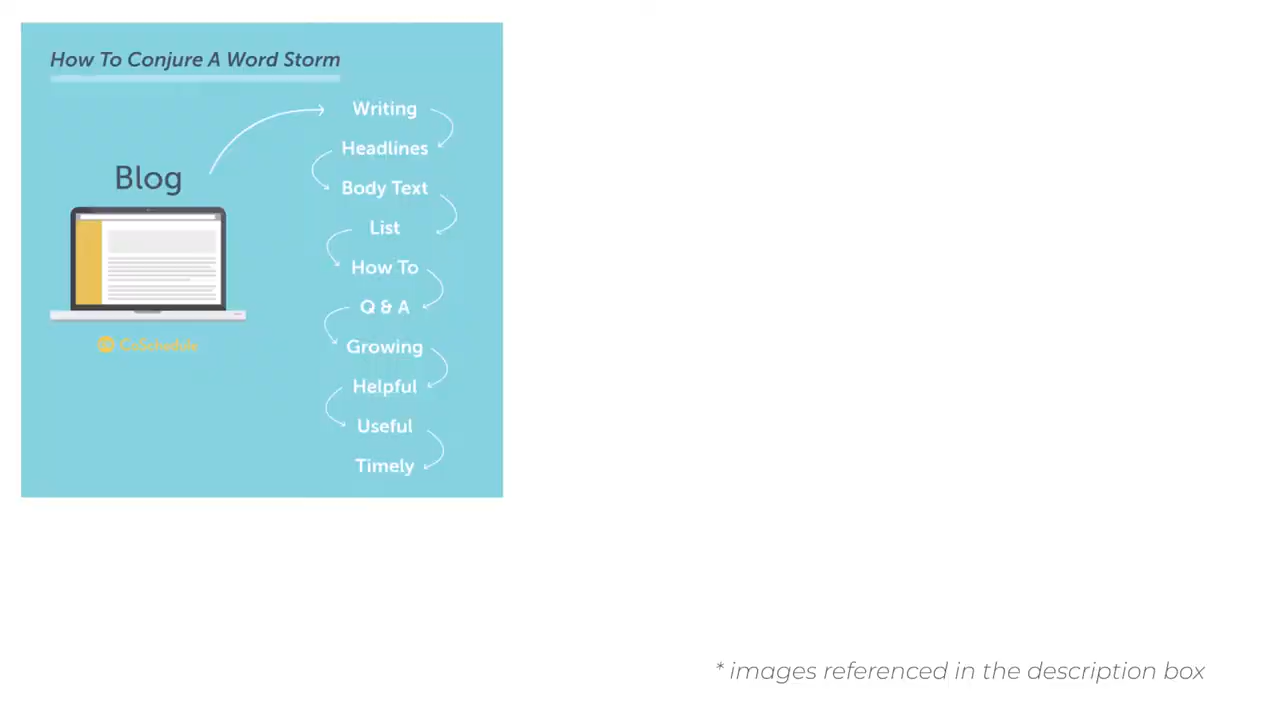 How To Conjure A Word Storm
Blog
CoSchedule
Writing
Headlines
Body Text
List
How To
Q & A
Growing
Helpful
Useful
Timely
* images referenced in the description box